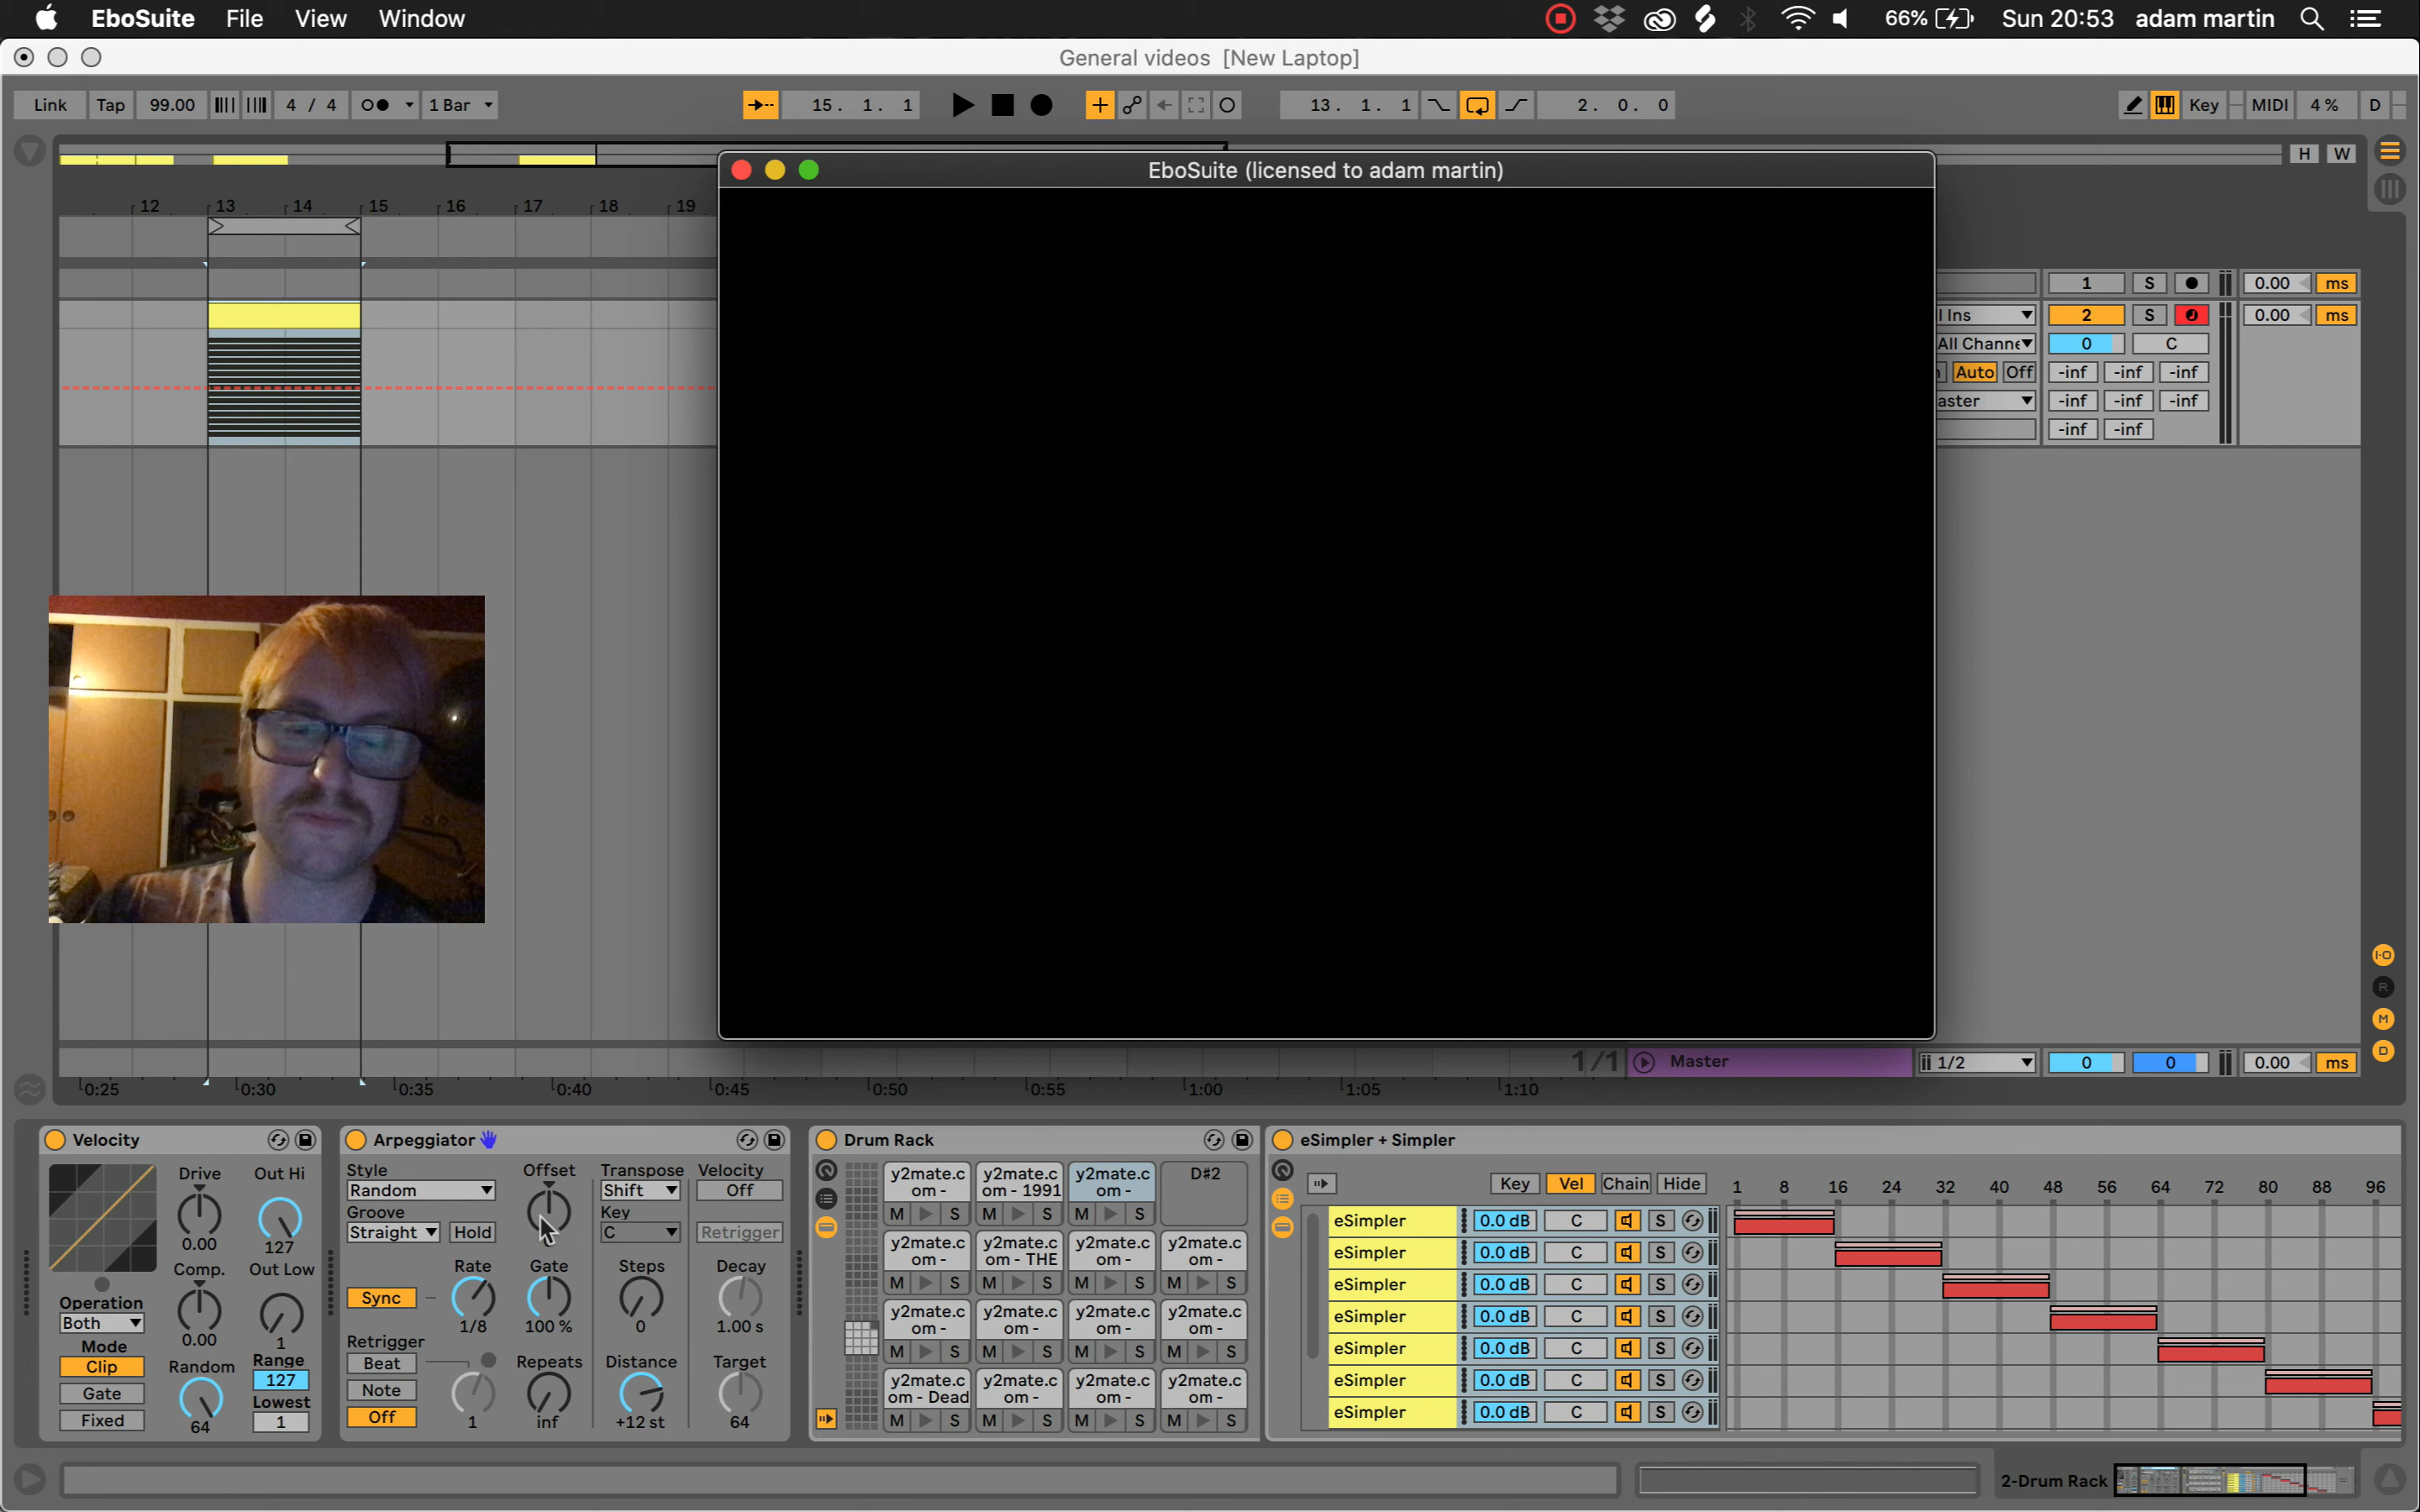 EboSuite File View Window 66% Sun 20:53 adam martin
General videos [New Laptop]
Link Tap 99.00 4 / 4 1 Bar 15. 1. 1 13. 1. 1 2. 0. 0 Key MIDI 4 % D
H W
EboSuite (licensed to adam martin)
12 13 14 15 16 17 18 19
1 S 0.00 ms
l Ins 2 S 0.00 ms
All Channe 0 C
Auto Off -inf -inf -inf
aster -inf -inf -inf
-inf -inf
I·O
R
M
D
1/1 Master 1/2 0 0 0.00 ms
0:25 0:30 0:35 0:40 0:45 0:50 0:55 1:00 1:05 1:10
Velocity
Drive Out Hi
0.00 127
Comp. Out Low
Operation
Both
0.00 1
Mode
Clip
Gate
Fixed
Random
64
Range
127
Lowest
1
Arpeggiator
Style Offset Transpose Velocity
Random Shift Off
Groove Key
Straight Hold C Retrigger
Rate Gate Steps Decay
Sync 1/8 100 % 0 1.00 s
Retrigger
Beat Repeats Distance Target
Note
Off 1 inf +12 st 64
Drum Rack
y2mate.c y2mate.c y2mate.c D#2
om - om - 1991 om -
M S M S M S
y2mate.c y2mate.c y2mate.c y2mate.c
om - om - THE om - om -
M S M S M S M S
y2mate.c y2mate.c y2mate.c y2mate.c
om - om - om - om -
M S M S M S M S
y2mate.c y2mate.c y2mate.c y2mate.c
om - Dead om - om - om -
M S M S M S M S
eSimpler + Simpler
Key Vel Chain Hide 1 8 16 24 32 40 48 56 64 72 80 88 96
eSimpler 0.0 dB C S
eSimpler 0.0 dB C S
eSimpler 0.0 dB C S
eSimpler 0.0 dB C S
eSimpler 0.0 dB C S
eSimpler 0.0 dB C S
eSimpler 0.0 dB C S
2-Drum Rack